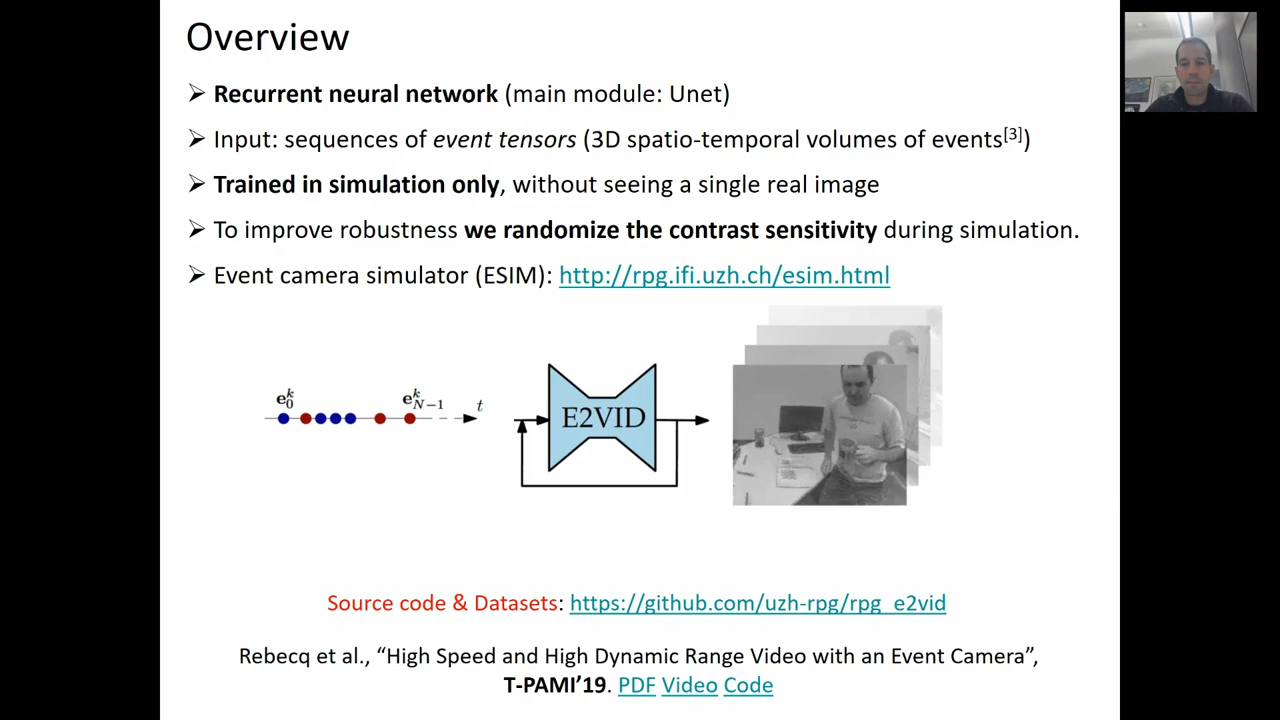 Overview
➢ Recurrent neural network (main module: Unet)
➢ Input: sequences of event tensors (3D spatio-temporal volumes of events[3])
➢ Trained in simulation only, without seeing a single real image
➢ To improve robustness we randomize the contrast sensitivity during simulation.
➢ Event camera simulator (ESIM): http://rpg.ifi.uzh.ch/esim.html
e_0^k e_{N−1}^k t
E2VID
Source code & Datasets: https://github.com/uzh-rpg/rpg_e2vid
Rebecq et al., “High Speed and High Dynamic Range Video with an Event Camera”,
T-PAMI’19. PDF Video Code